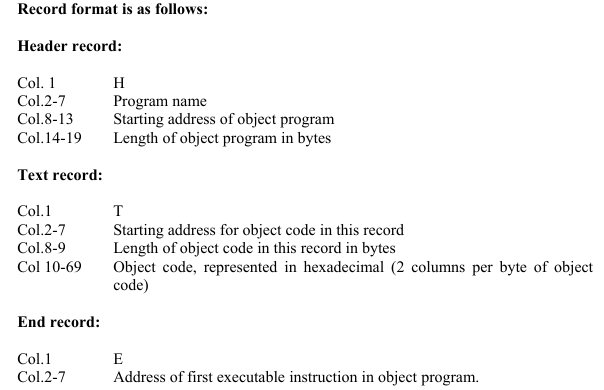 Record format is as follows:
Header record:
Col. 1 H
Col.2-7 Program name
Col.8-13 Starting address of object program
Col.14-19 Length of object program in bytes
Text record:
Col.1 T
Col.2-7 Starting address for object code in this record
Col.8-9 Length of object code in this record in bytes
Col 10-69 Object code, represented in hexadecimal (2 columns per byte of object
code)
End record:
Col.1 E
Col.2-7 Address of first executable instruction in object program.